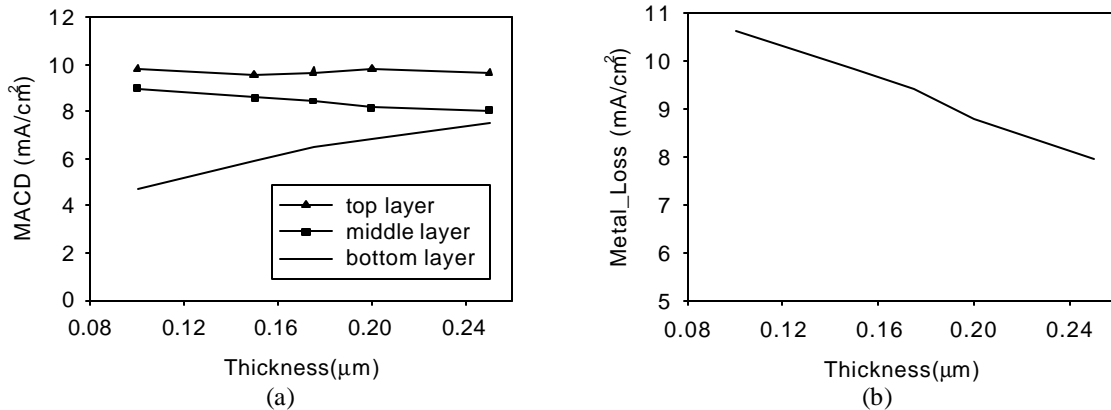 12
10
8
6
4
2
0
MACD (mA/cm²)
top layer
middle layer
bottom layer
0.08 0.12 0.16 0.20 0.24
Thickness(μm)
(a)
11
10
9
8
7
6
5
Metal_Loss (mA/cm²)
0.08 0.12 0.16 0.20 0.24
Thickness(μm)
(b)